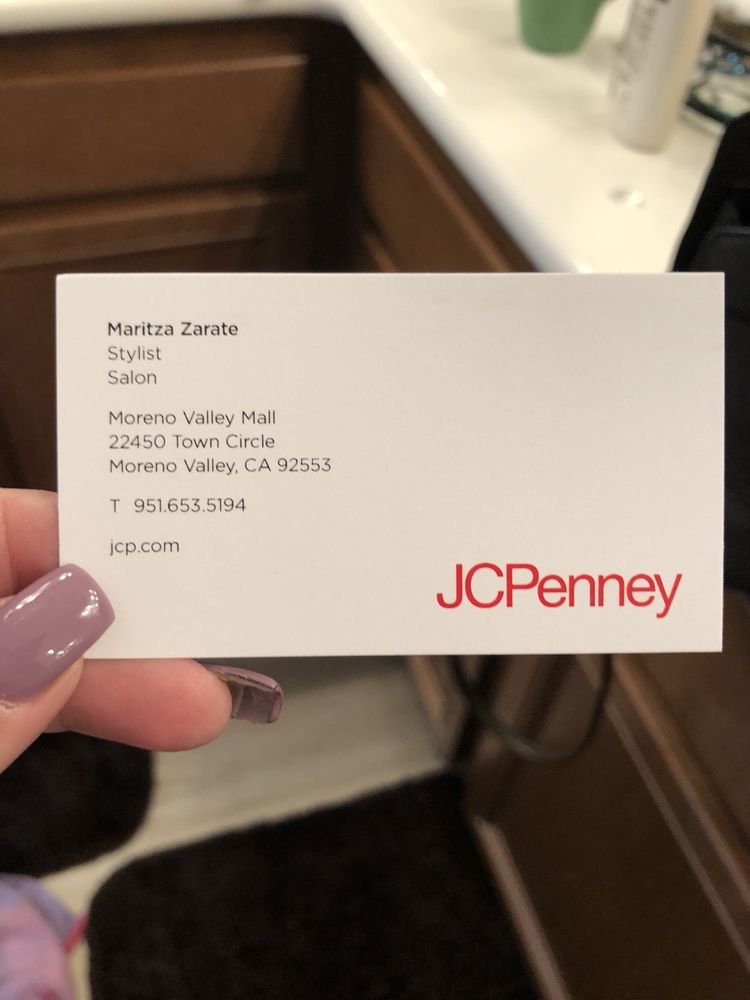 Maritza Zarate
Stylist
Salon
Moreno Valley Mall
22450 Town Circle
Moreno Valley, CA 92553
T 951.653.5194
jcp.com
JCPenney